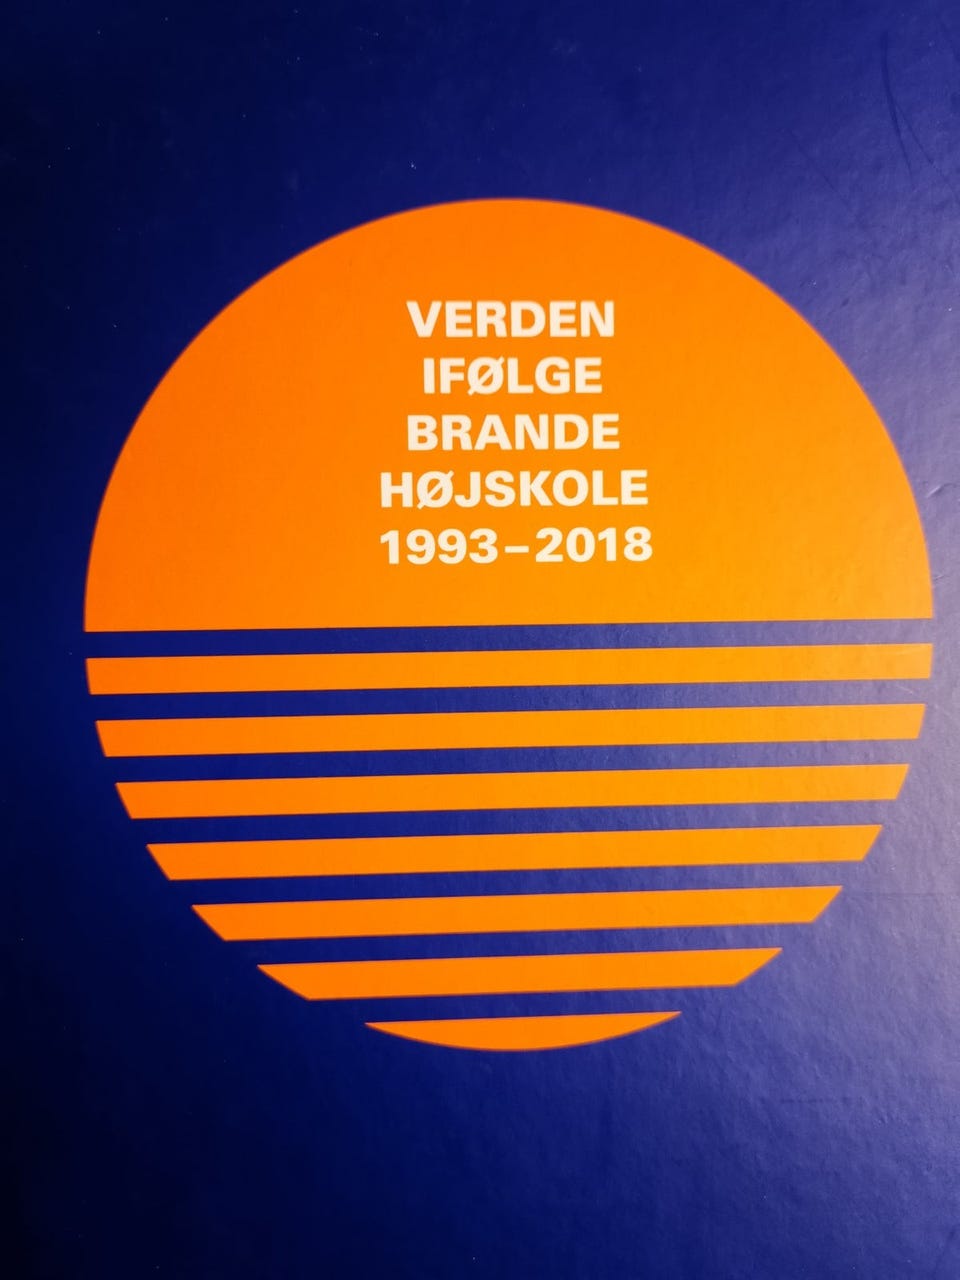 VERDEN
IFØLGE
BRANDE
HØJSKOLE
1993–2018